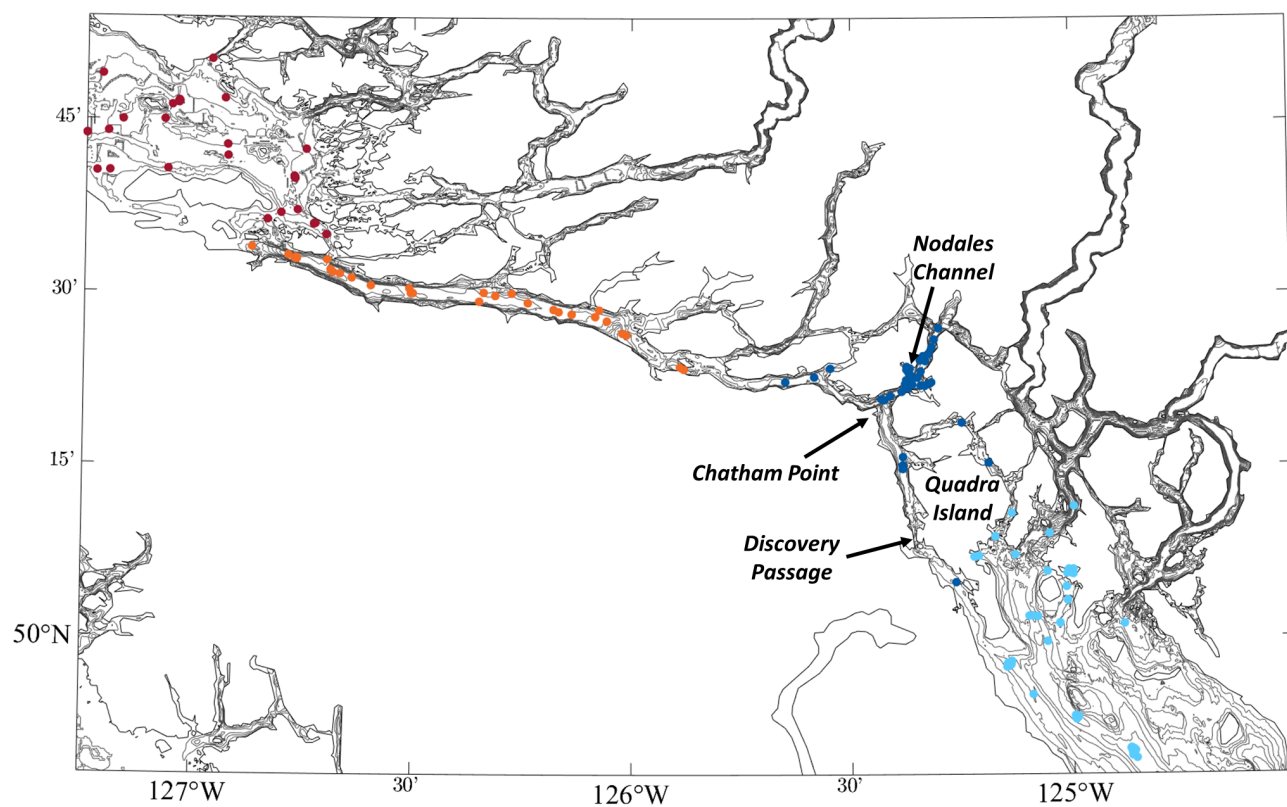 45'
Nodales
Channel
30'
Chatham Point
15'
Quadra
Island
Discovery
Passage
50°N
127°W
30'
126°W
30'
125°W